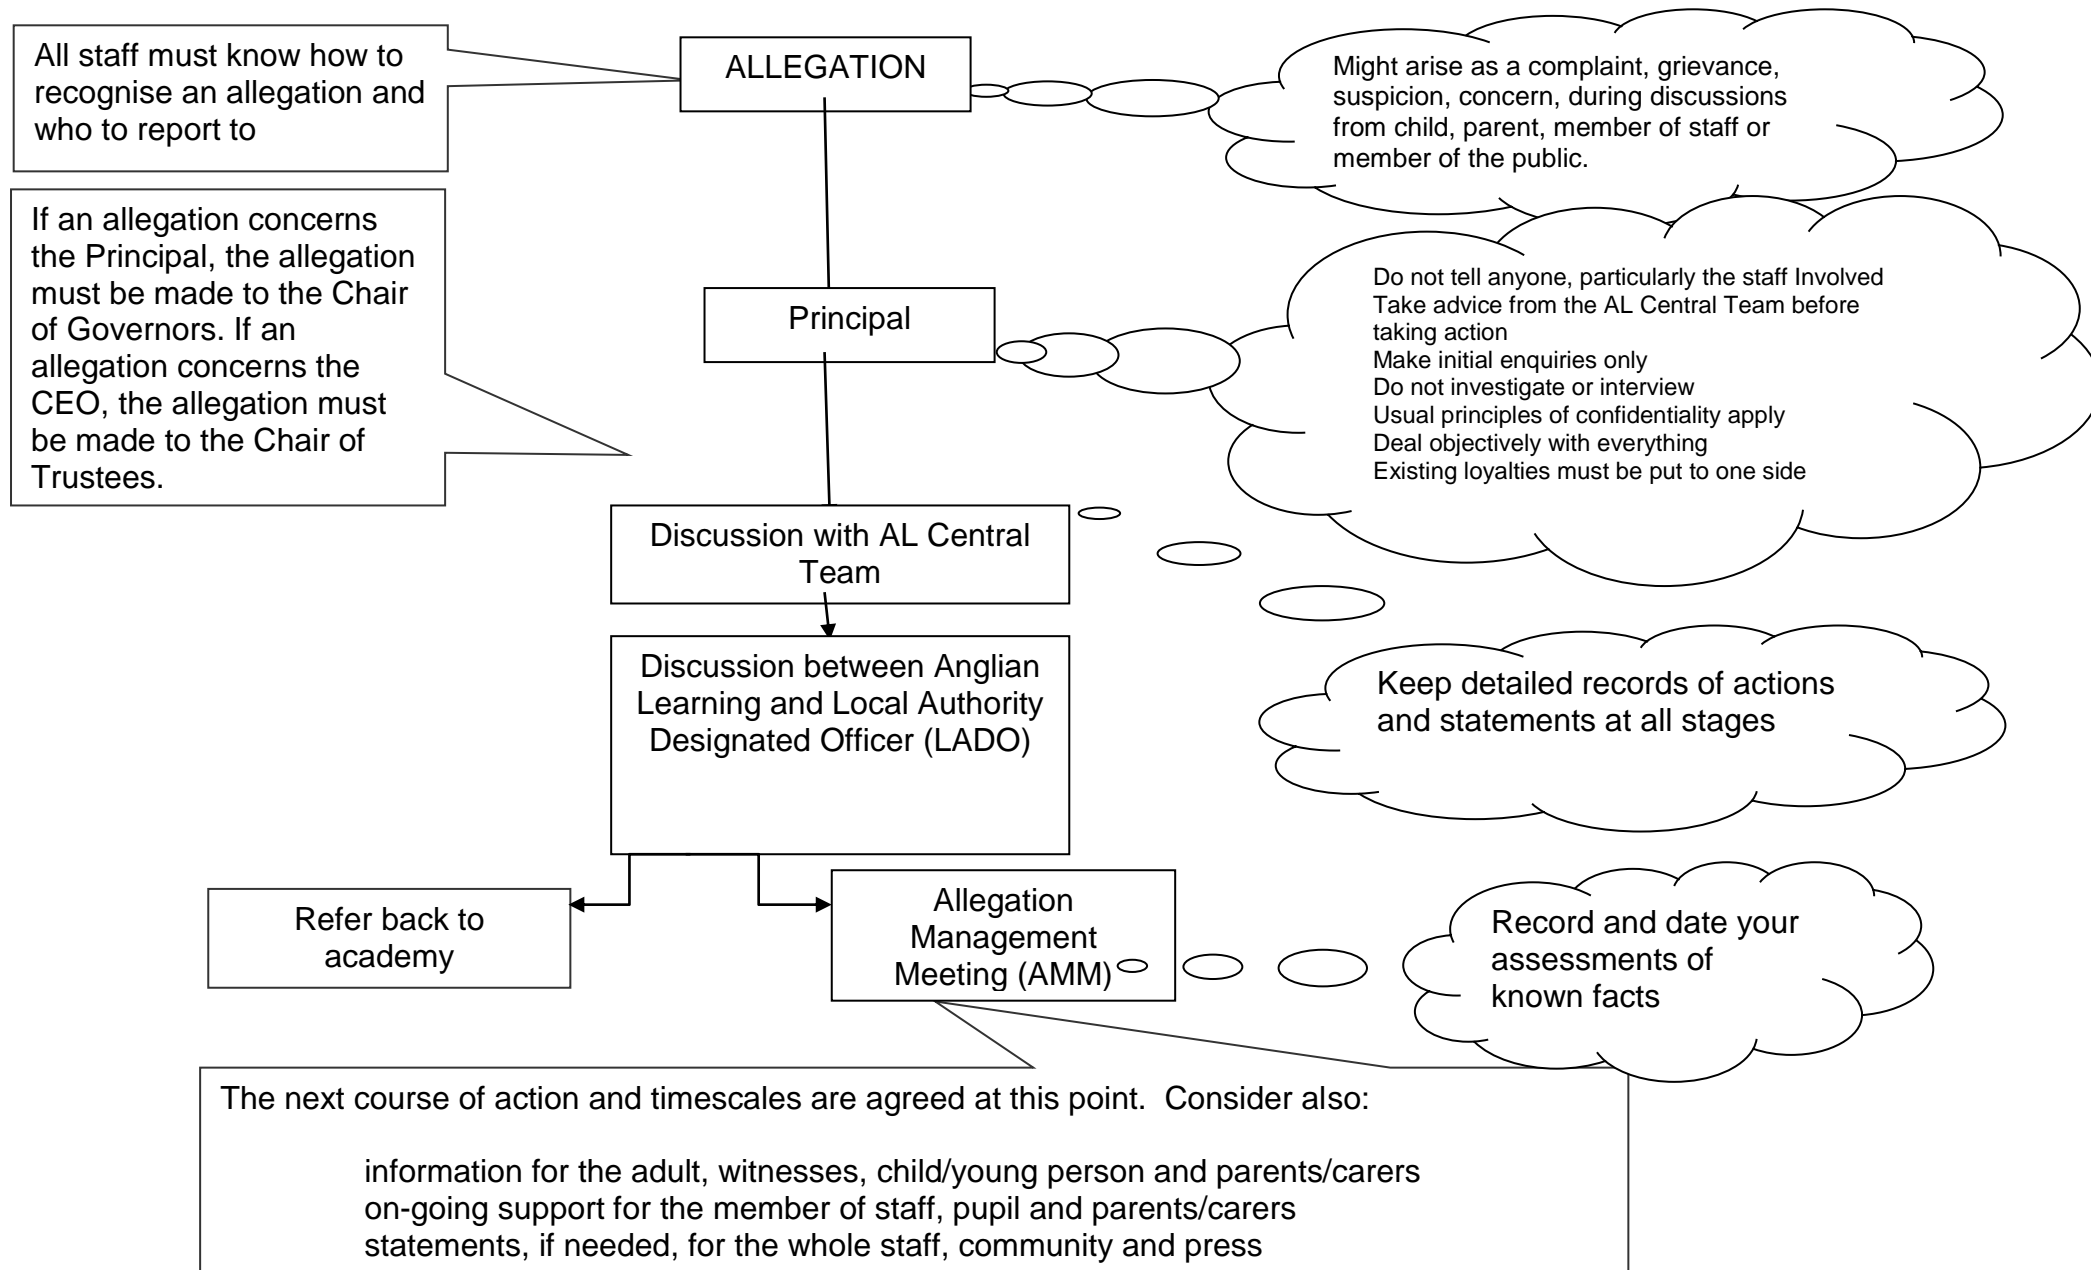 All staff must know how to
recognise an allegation and
who to report to
ALLEGATION
Might arise as a complaint, grievance,
suspicion, concern, during discussions
from child, parent, member of staff or
member of the public.
If an allegation concerns
the Principal, the allegation
must be made to the Chair
of Governors. If an
allegation concerns the
CEO, the allegation must
be made to the Chair of
Trustees.
Principal
Do not tell anyone, particularly the staff Involved
Take advice from the AL Central Team before
taking action
Make initial enquiries only
Do not investigate or interview
Usual principles of confidentiality apply
Deal objectively with everything
Existing loyalties must be put to one side
Discussion with AL Central
Team
Discussion between Anglian
Learning and Local Authority
Designated Officer (LADO)
Keep detailed records of actions
and statements at all stages
Refer back to
academy
Allegation
Management
Meeting (AMM)
Record and date your
assessments of
known facts
The next course of action and timescales are agreed at this point.  Consider also:
information for the adult, witnesses, child/young person and parents/carers
on-going support for the member of staff, pupil and parents/carers
statements, if needed, for the whole staff, community and press